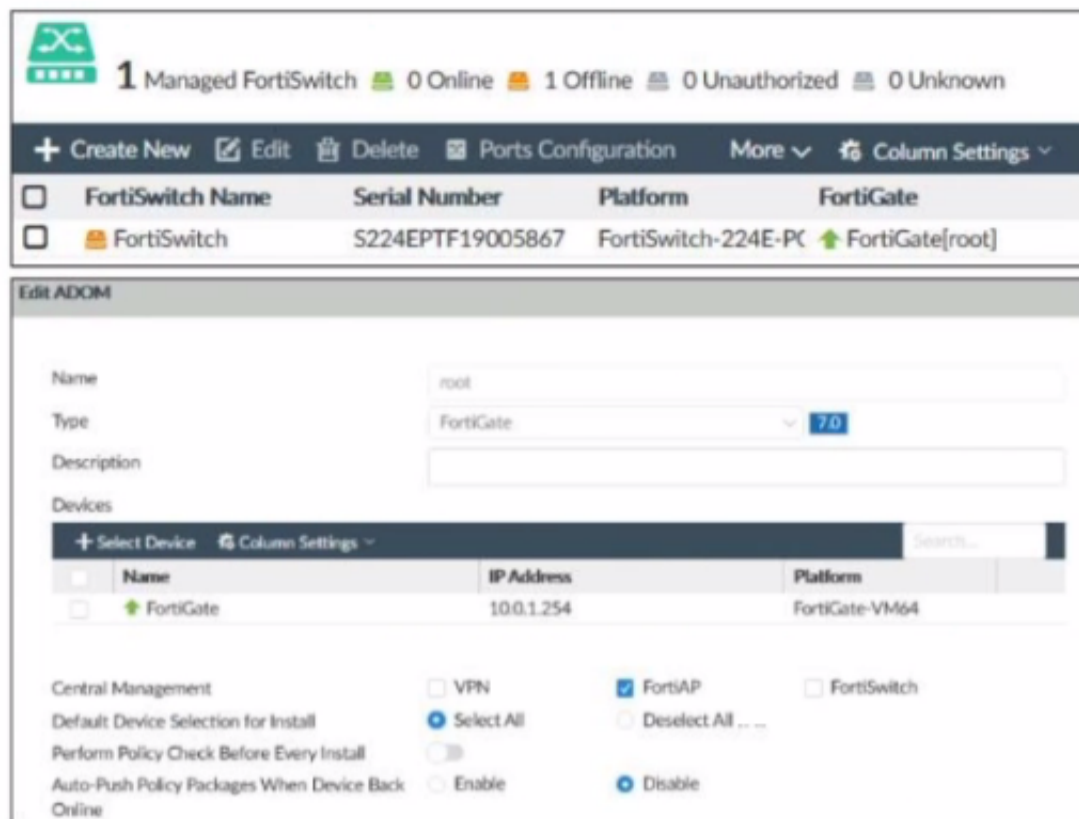 1 Managed FortiSwitch 0 Online 1 Offline 0 Unauthorized 0 Unknown
Create New Edit Delete Ports Configuration More Column Settings
FortiSwitch Name Serial Number Platform FortiGate
FortiSwitch S224EPTF19005867 FortiSwitch-224E-PC FortiGate[root]
Edit ADOM
Name root
Type FortiGate 7.0
Description
Devices
Select Device Column Settings Search...
Name IP Address Platform
FortiGate 10.0.1.254 FortiGate-VM64
Central Management VPN FortiAP FortiSwitch
Default Device Selection for Install Select All Deselect All ... ...
Perform Policy Check Before Every Install
Auto-Push Policy Packages When Device Back Enable Disable
Online